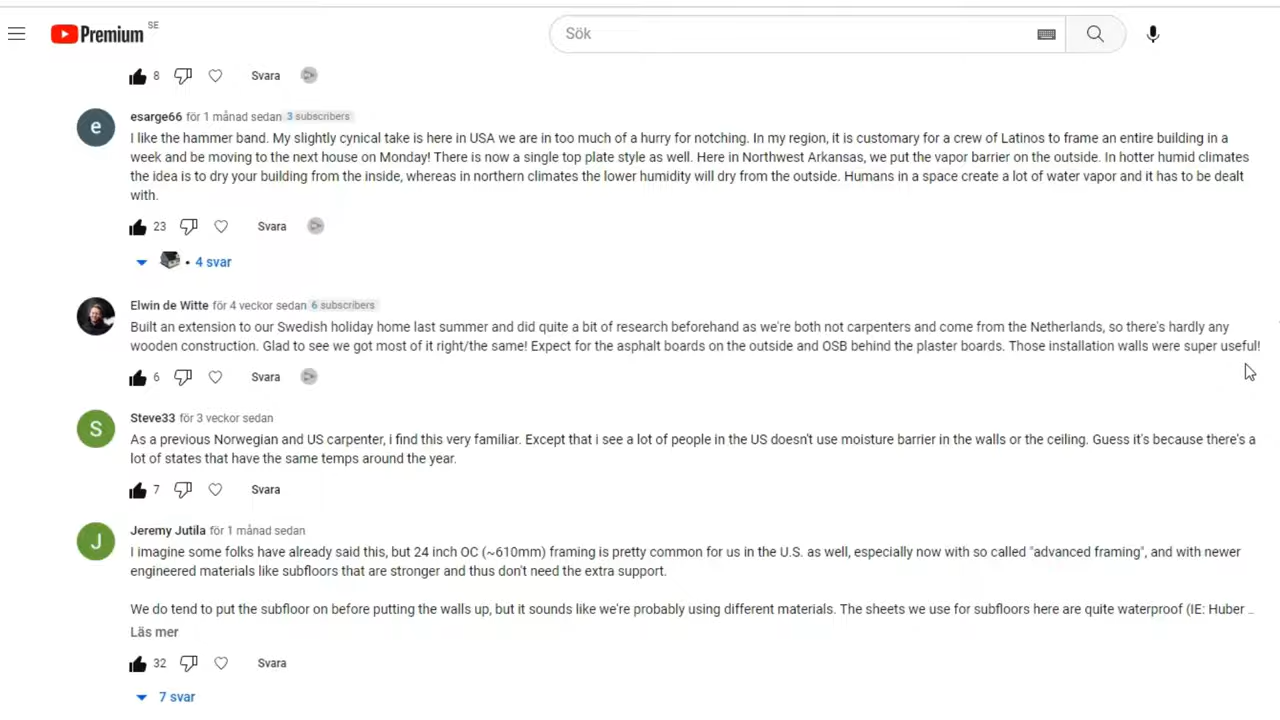 Premium SE
Sök
8 Svara
esarge66 för 1 månad sedan 3 subscribers
I like the hammer band. My slightly cynical take is here in USA we are in too much of a hurry for notching. In my region, it is customary for a crew of Latinos to frame an entire building in a
week and be moving to the next house on Monday! There is now a single top plate style as well. Here in Northwest Arkansas, we put the vapor barrier on the outside. In hotter humid climates
the idea is to dry your building from the inside, whereas in northern climates the lower humidity will dry from the outside. Humans in a space create a lot of water vapor and it has to be dealt
with.
23 Svara
• 4 svar
Elwin de Witte för 4 veckor sedan 6 subscribers
Built an extension to our Swedish holiday home last summer and did quite a bit of research beforehand as we're both not carpenters and come from the Netherlands, so there's hardly any
wooden construction. Glad to see we got most of it right/the same! Expect for the asphalt boards on the outside and OSB behind the plaster boards. Those installation walls were super useful!
6 Svara
S
Steve33 för 3 veckor sedan
As a previous Norwegian and US carpenter, i find this very familiar. Except that i see a lot of people in the US doesn't use moisture barrier in the walls or the ceiling. Guess it's because there's a
lot of states that have the same temps around the year.
7 Svara
J
Jeremy Jutila för 1 månad sedan
I imagine some folks have already said this, but 24 inch OC (~610mm) framing is pretty common for us in the U.S. as well, especially now with so called "advanced framing", and with newer
engineered materials like subfloors that are stronger and thus don't need the extra support.
We do tend to put the subfloor on before putting the walls up, but it sounds like we're probably using different materials. The sheets we use for subfloors here are quite waterproof (IE: Huber ...
Läs mer
32 Svara
7 svar